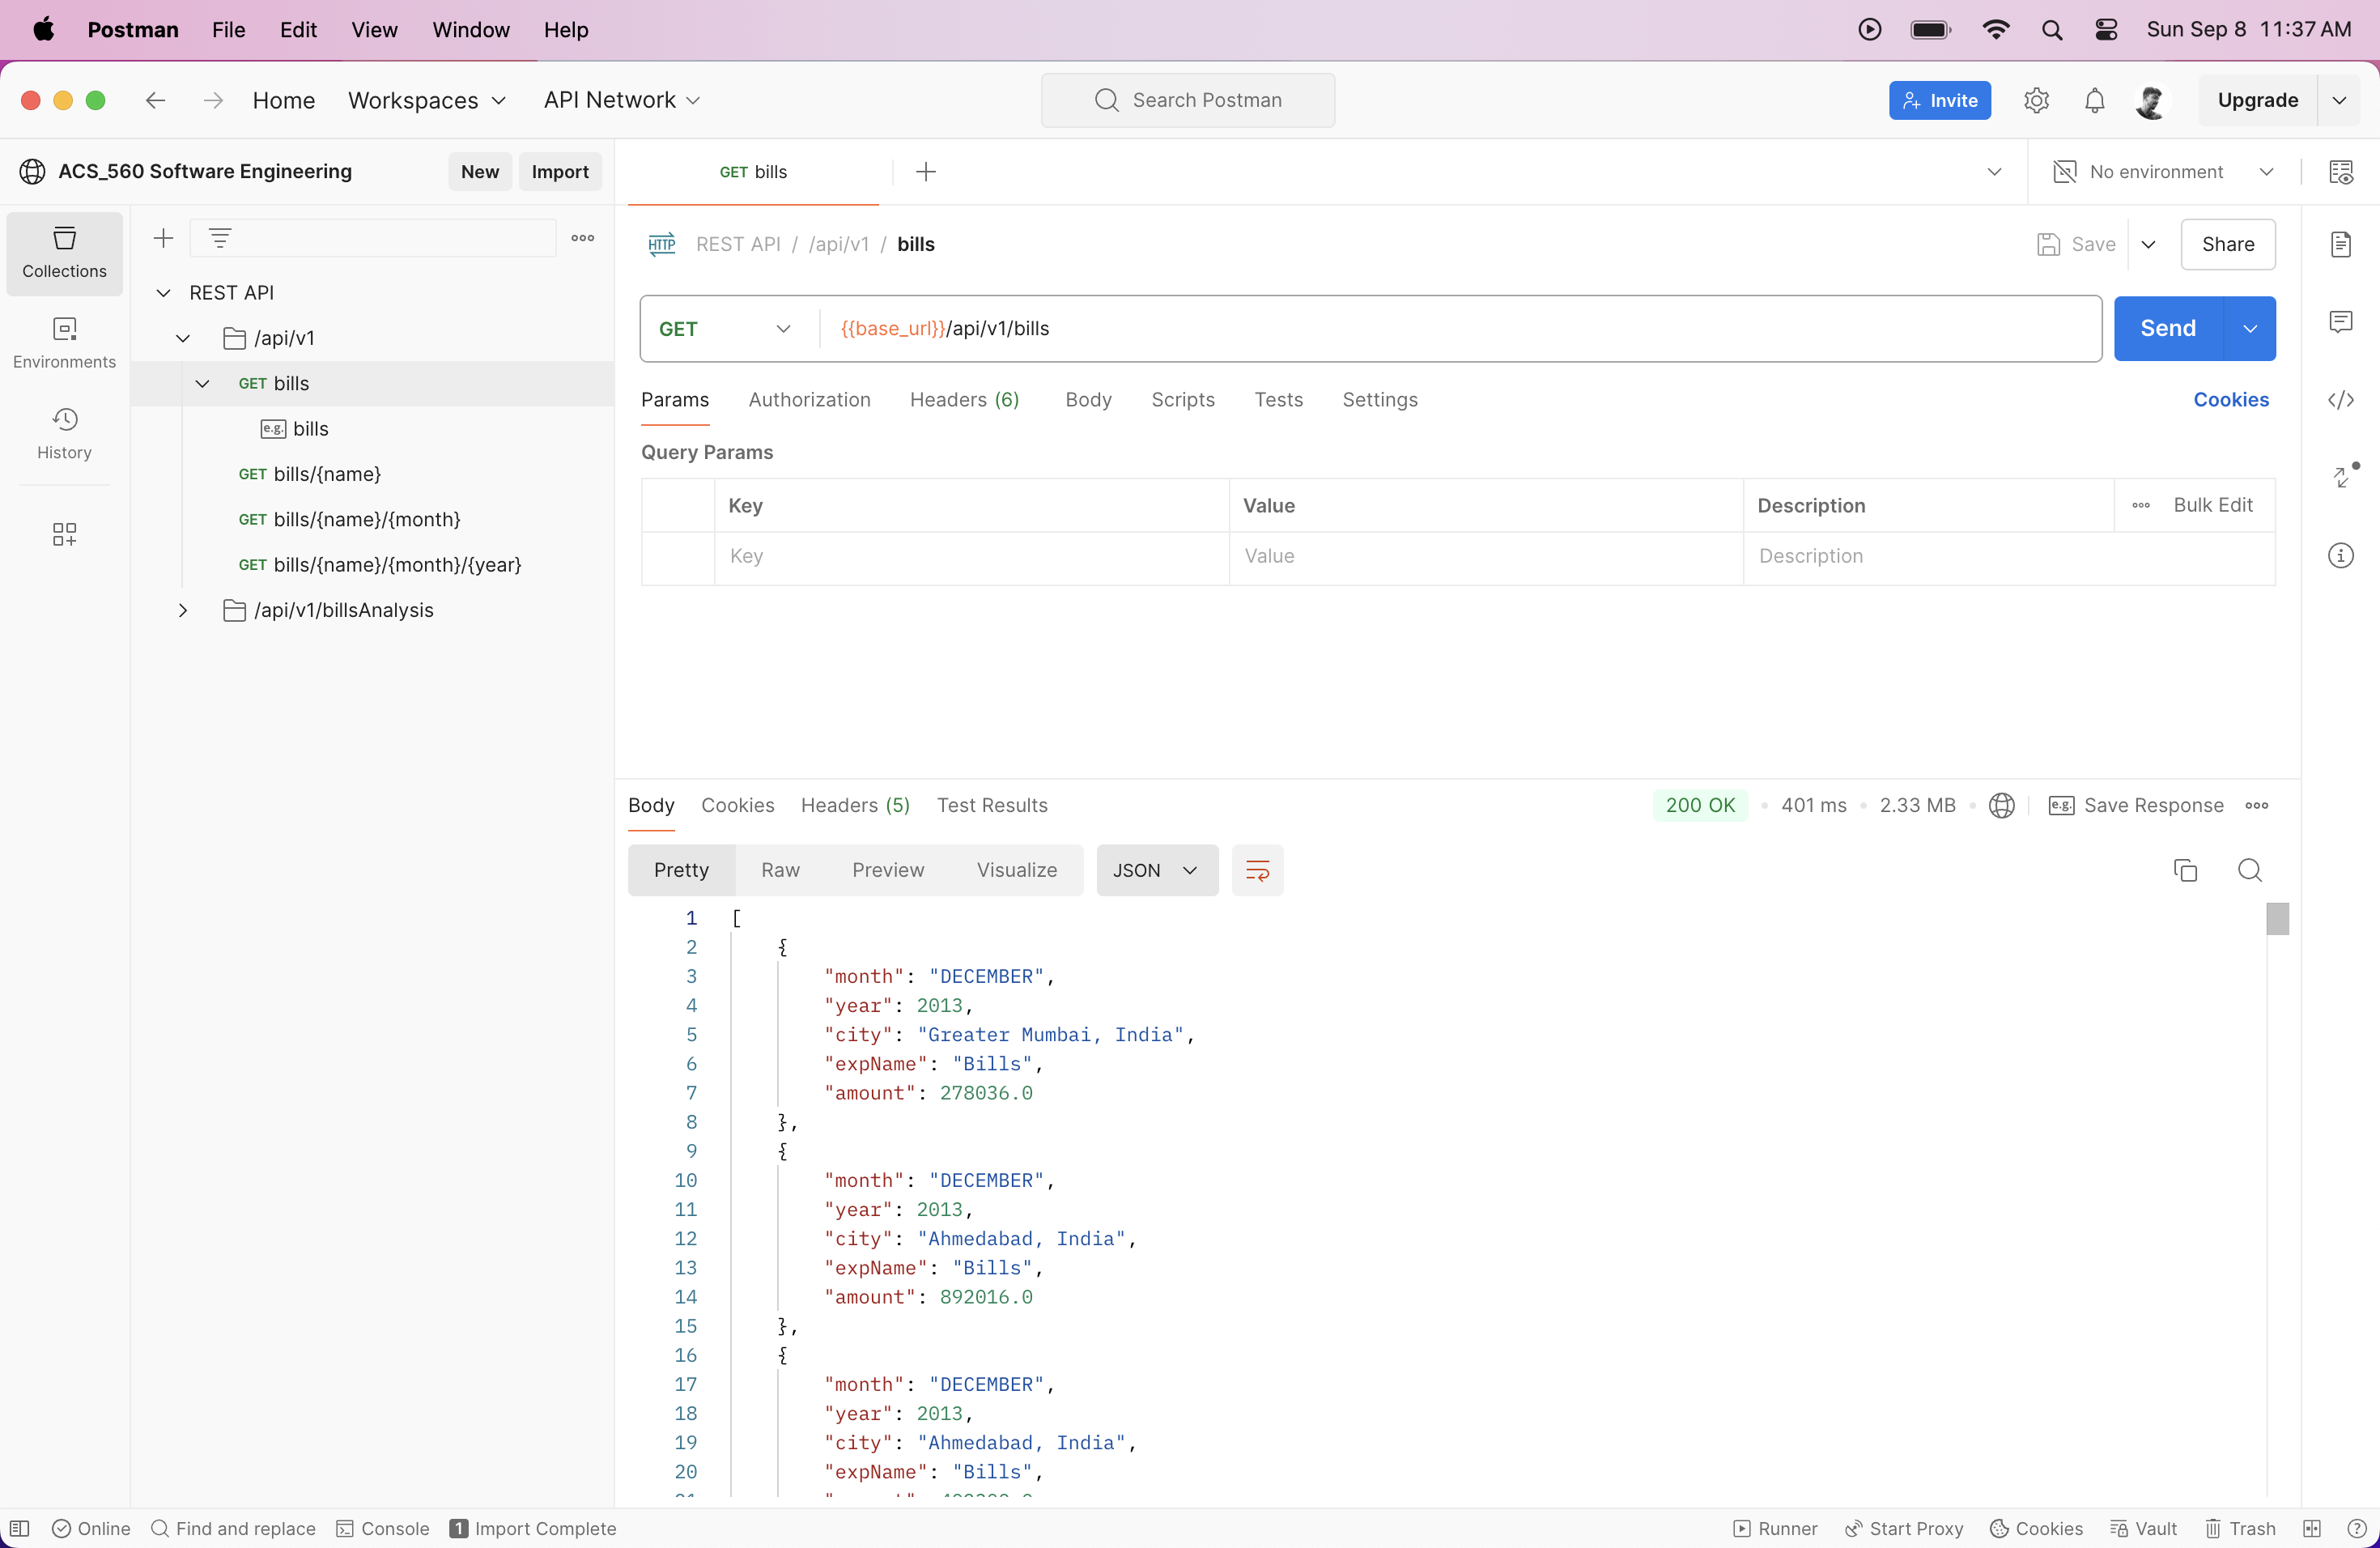 Postman File Edit View Window Help Sun Sep 8 11:37 AM
Home Workspaces API Network Search Postman Invite Upgrade
ACS_560 Software Engineering New Import GET bills No environment
Collections
Environments
History
REST API
/api/v1
GET bills
e.g. bills
GET bills/{name}
GET bills/{name}/{month}
GET bills/{name}/{month}/{year}
/api/v1/billsAnalysis
HTTP REST API / /api/v1 / bills Save Share
GET {{base_url}}/api/v1/bills Send
Params Authorization Headers (6) Body Scripts Tests Settings Cookies
Query Params
Key Value Description Bulk Edit
Key Value Description
Body Cookies Headers (5) Test Results 200 OK 401 ms 2.33 MB e.g. Save Response
Pretty Raw Preview Visualize JSON
1 [
2 {
3 "month": "DECEMBER",
4 "year": 2013,
5 "city": "Greater Mumbai, India",
6 "expName": "Bills",
7 "amount": 278036.0
8 },
9 {
10 "month": "DECEMBER",
11 "year": 2013,
12 "city": "Ahmedabad, India",
13 "expName": "Bills",
14 "amount": 892016.0
15 },
16 {
17 "month": "DECEMBER",
18 "year": 2013,
19 "city": "Ahmedabad, India",
20 "expName": "Bills",
Online Find and replace Console 1 Import Complete Runner Start Proxy Cookies Vault Trash